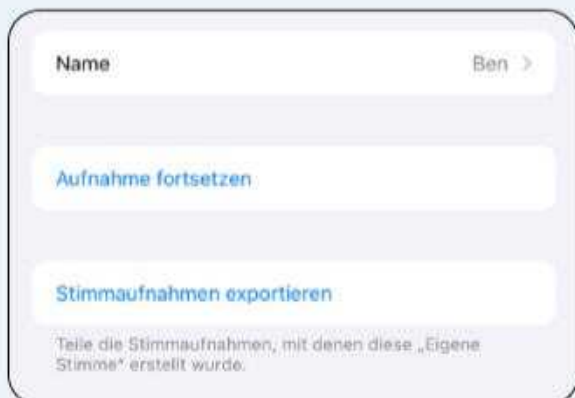 Name
Ben
Aufnahme fortsetzen
Stimmaufnahmen exportieren
Teile die Stimmaufnahmen, mit denen diese „Eigene
Stimme“ erstellt wurde.